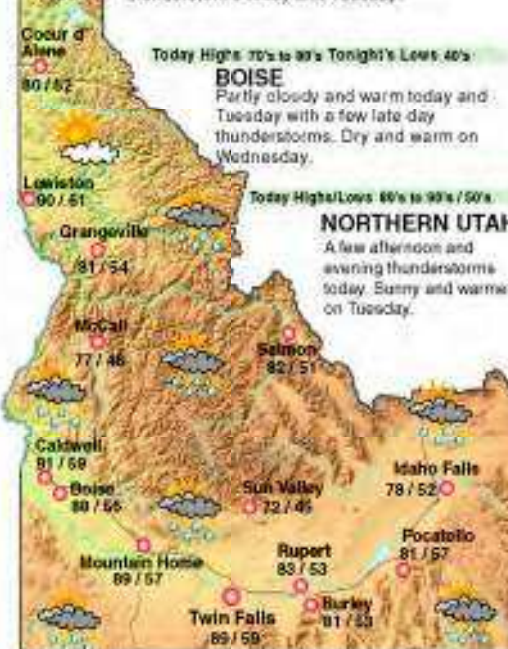 Coeur d'
Alene
80 / 52
Today Highs 70's to 80's Tonight's Lows 40's
BOISE
Partly cloudy and warm today and
Tuesday with a few late day
thunderstorms. Dry and warm on
Wednesday.
Lewiston
90 / 61
Today Highs/Lows 80's to 90's / 50's
Grangeville
81 / 54
NORTHERN UTAH
A few afternoon and
evening thunderstorms
today. Sunny and warme
on Tuesday.
McCall
77 / 46
Salmon
82 / 51
Caldwell
91 / 59
Boise
Idaho Falls
78 / 52
Sun Valley
72 / 45
Mountain Home
89 / 57
Rupert
83 / 53
Pocatello
81 / 57
Twin Falls
89 / 59
Burley
81 / 53